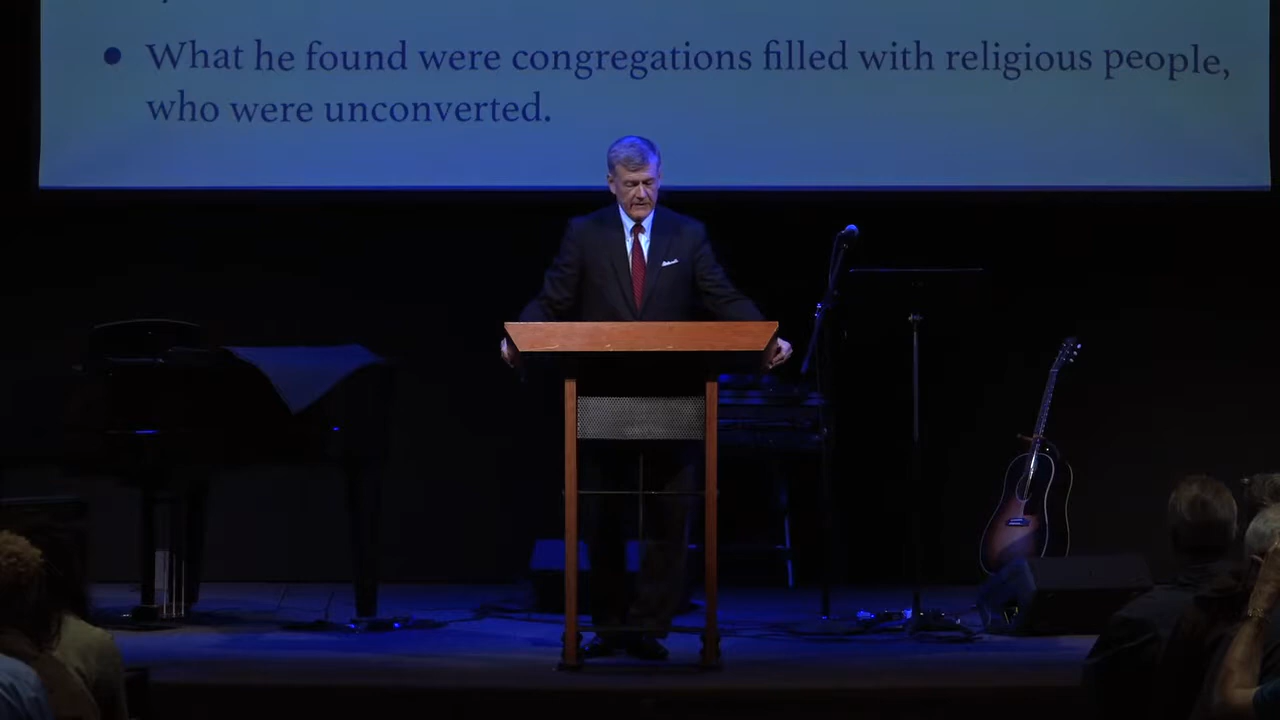 • What he found were congregations filled with religious people,
who were unconverted.